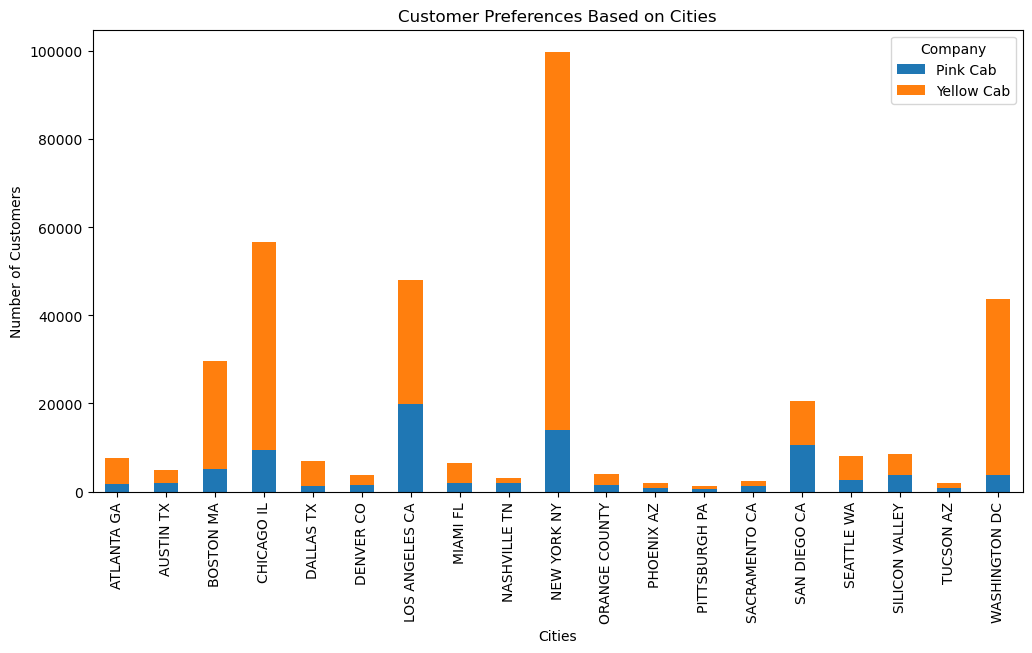 Customer Preferences Based on Cities
Company
Pink Cab
Yellow Cab
Number of Customers
100000
80000
60000
40000
20000
0
ATLANTA GA
AUSTIN TX
BOSTON MA
CHICAGO IL
DALLAS TX
DENVER CO
LOS ANGELES CA
MIAMI FL
NASHVILLE TN
NEW YORK NY
ORANGE COUNTY
PHOENIX AZ
PITTSBURGH PA
SACRAMENTO CA
SAN DIEGO CA
SEATTLE WA
SILICON VALLEY
TUCSON AZ
WASHINGTON DC
Cities